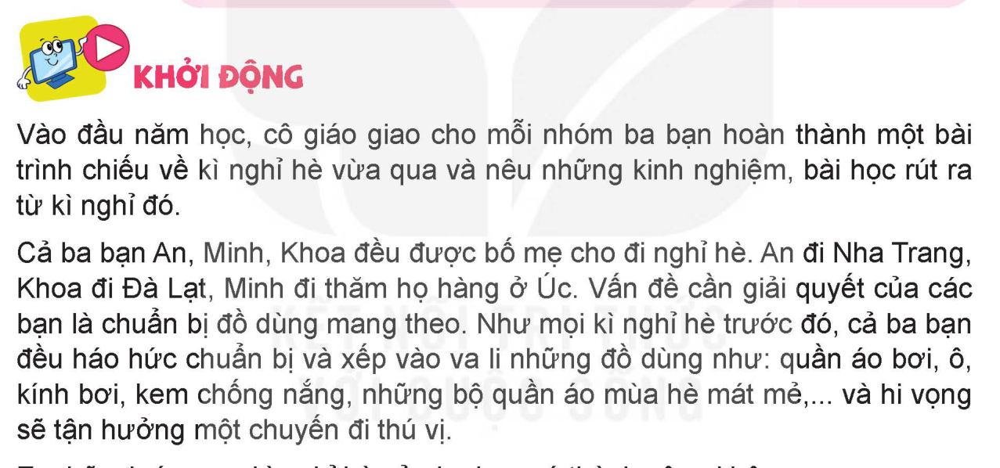 KHỞI ĐỘNG
Vào đầu năm học, cô giáo giao cho mỗi nhóm ba bạn hoàn thành một bài
trình chiếu về kì nghỉ hè vừa qua và nêu những kinh nghiệm, bài học rút ra
từ kì nghỉ đó.
Cả ba bạn An, Minh, Khoa đều được bố mẹ cho đi nghỉ hè. An đi Nha Trang,
Khoa đi Đà Lạt, Minh đi thăm họ hàng ở Úc. Vấn đề cần giải quyết của các
bạn là chuẩn bị đồ dùng mang theo. Như mọi kì nghỉ hè trước đó, cả ba bạn
đều háo hức chuẩn bị và xếp vào va li những đồ dùng như: quần áo bơi, ô,
kính bơi, kem chống nắng, những bộ quần áo mùa hè mát mẻ,... và hi vọng
sẽ tận hưởng một chuyến đi thú vị.
KẾT NỐI TRI THỨC
VỚI CUỘC SỐNG